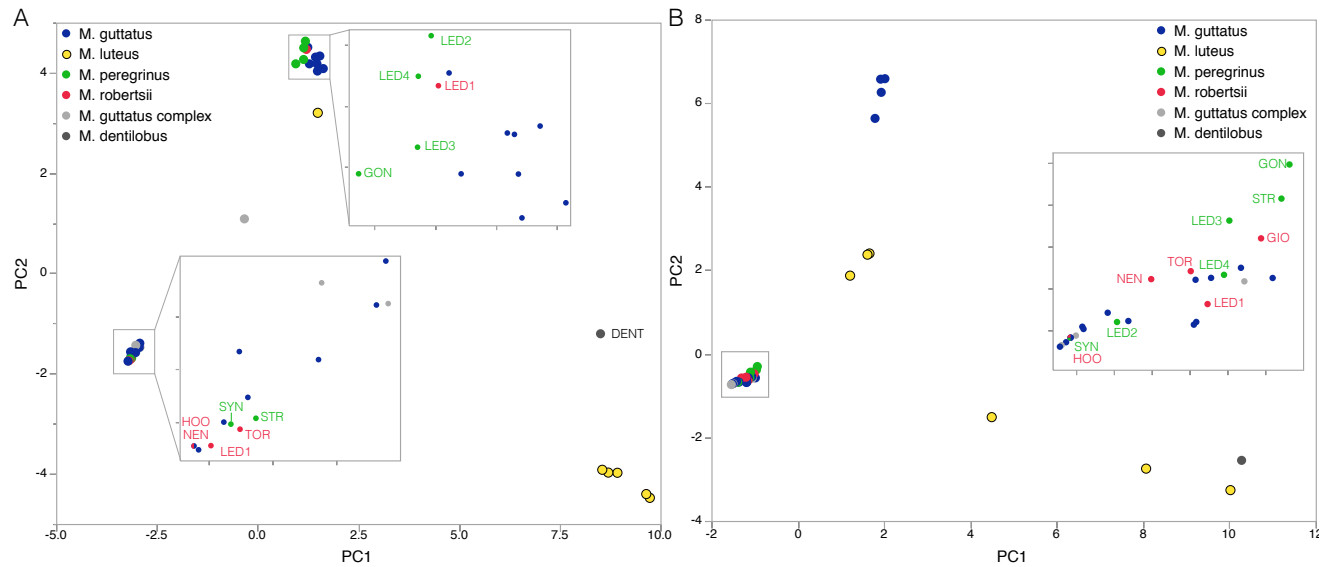 A
M. guttatus
M. luteus
M. peregrinus
M. robertsii
M. guttatus complex
M. dentilobus
LED2
LED4
LED1
LED3
GON
DENT
SYN
STR
HOO
TOR
NEN
LED1
4
2
0
-2
-4
PC2
-5.0
-2.5
0.0
2.5
5.0
7.5
10.0
PC1
B
M. guttatus
M. luteus
M. peregrinus
M. robertsii
M. guttatus complex
M. dentilobus
GON
STR
LED3
GIO
TOR
LED4
NEN
LED1
LED2
SYN
HOO
8
6
4
2
0
-2
-4
PC2
-2
0
2
4
6
8
10
12
PC1